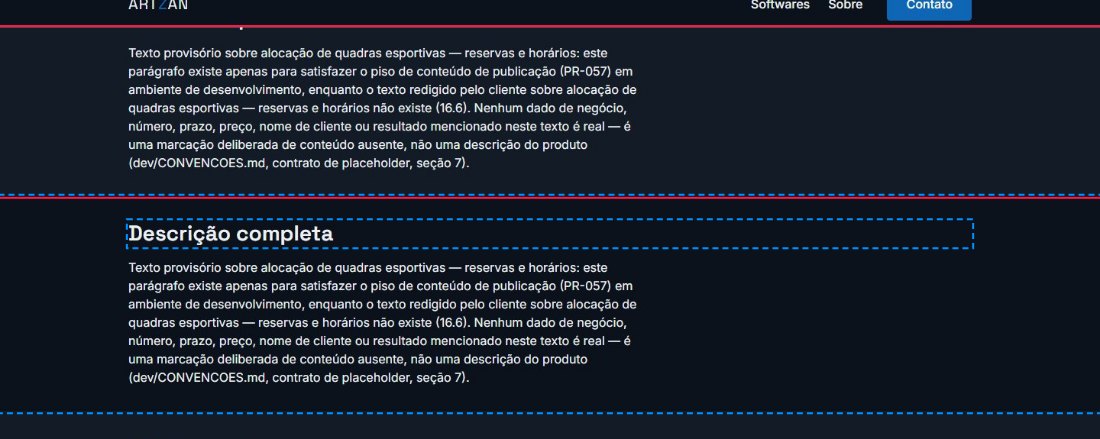 ARTZAN
Softwares Sobre Contato
Texto provisório sobre alocação de quadras esportivas — reservas e horários: este
parágrafo existe apenas para satisfazer o piso de conteúdo de publicação (PR-057) em
ambiente de desenvolvimento, enquanto o texto redigido pelo cliente sobre alocação de
quadras esportivas — reservas e horários não existe (16.6). Nenhum dado de negócio,
número, prazo, preço, nome de cliente ou resultado mencionado neste texto é real — é
uma marcação deliberada de conteúdo ausente, não uma descrição do produto
(dev/CONVENCOES.md, contrato de placeholder, seção 7).
Descrição completa
Texto provisório sobre alocação de quadras esportivas — reservas e horários: este
parágrafo existe apenas para satisfazer o piso de conteúdo de publicação (PR-057) em
ambiente de desenvolvimento, enquanto o texto redigido pelo cliente sobre alocação de
quadras esportivas — reservas e horários não existe (16.6). Nenhum dado de negócio,
número, prazo, preço, nome de cliente ou resultado mencionado neste texto é real — é
uma marcação deliberada de conteúdo ausente, não uma descrição do produto
(dev/CONVENCOES.md, contrato de placeholder, seção 7).